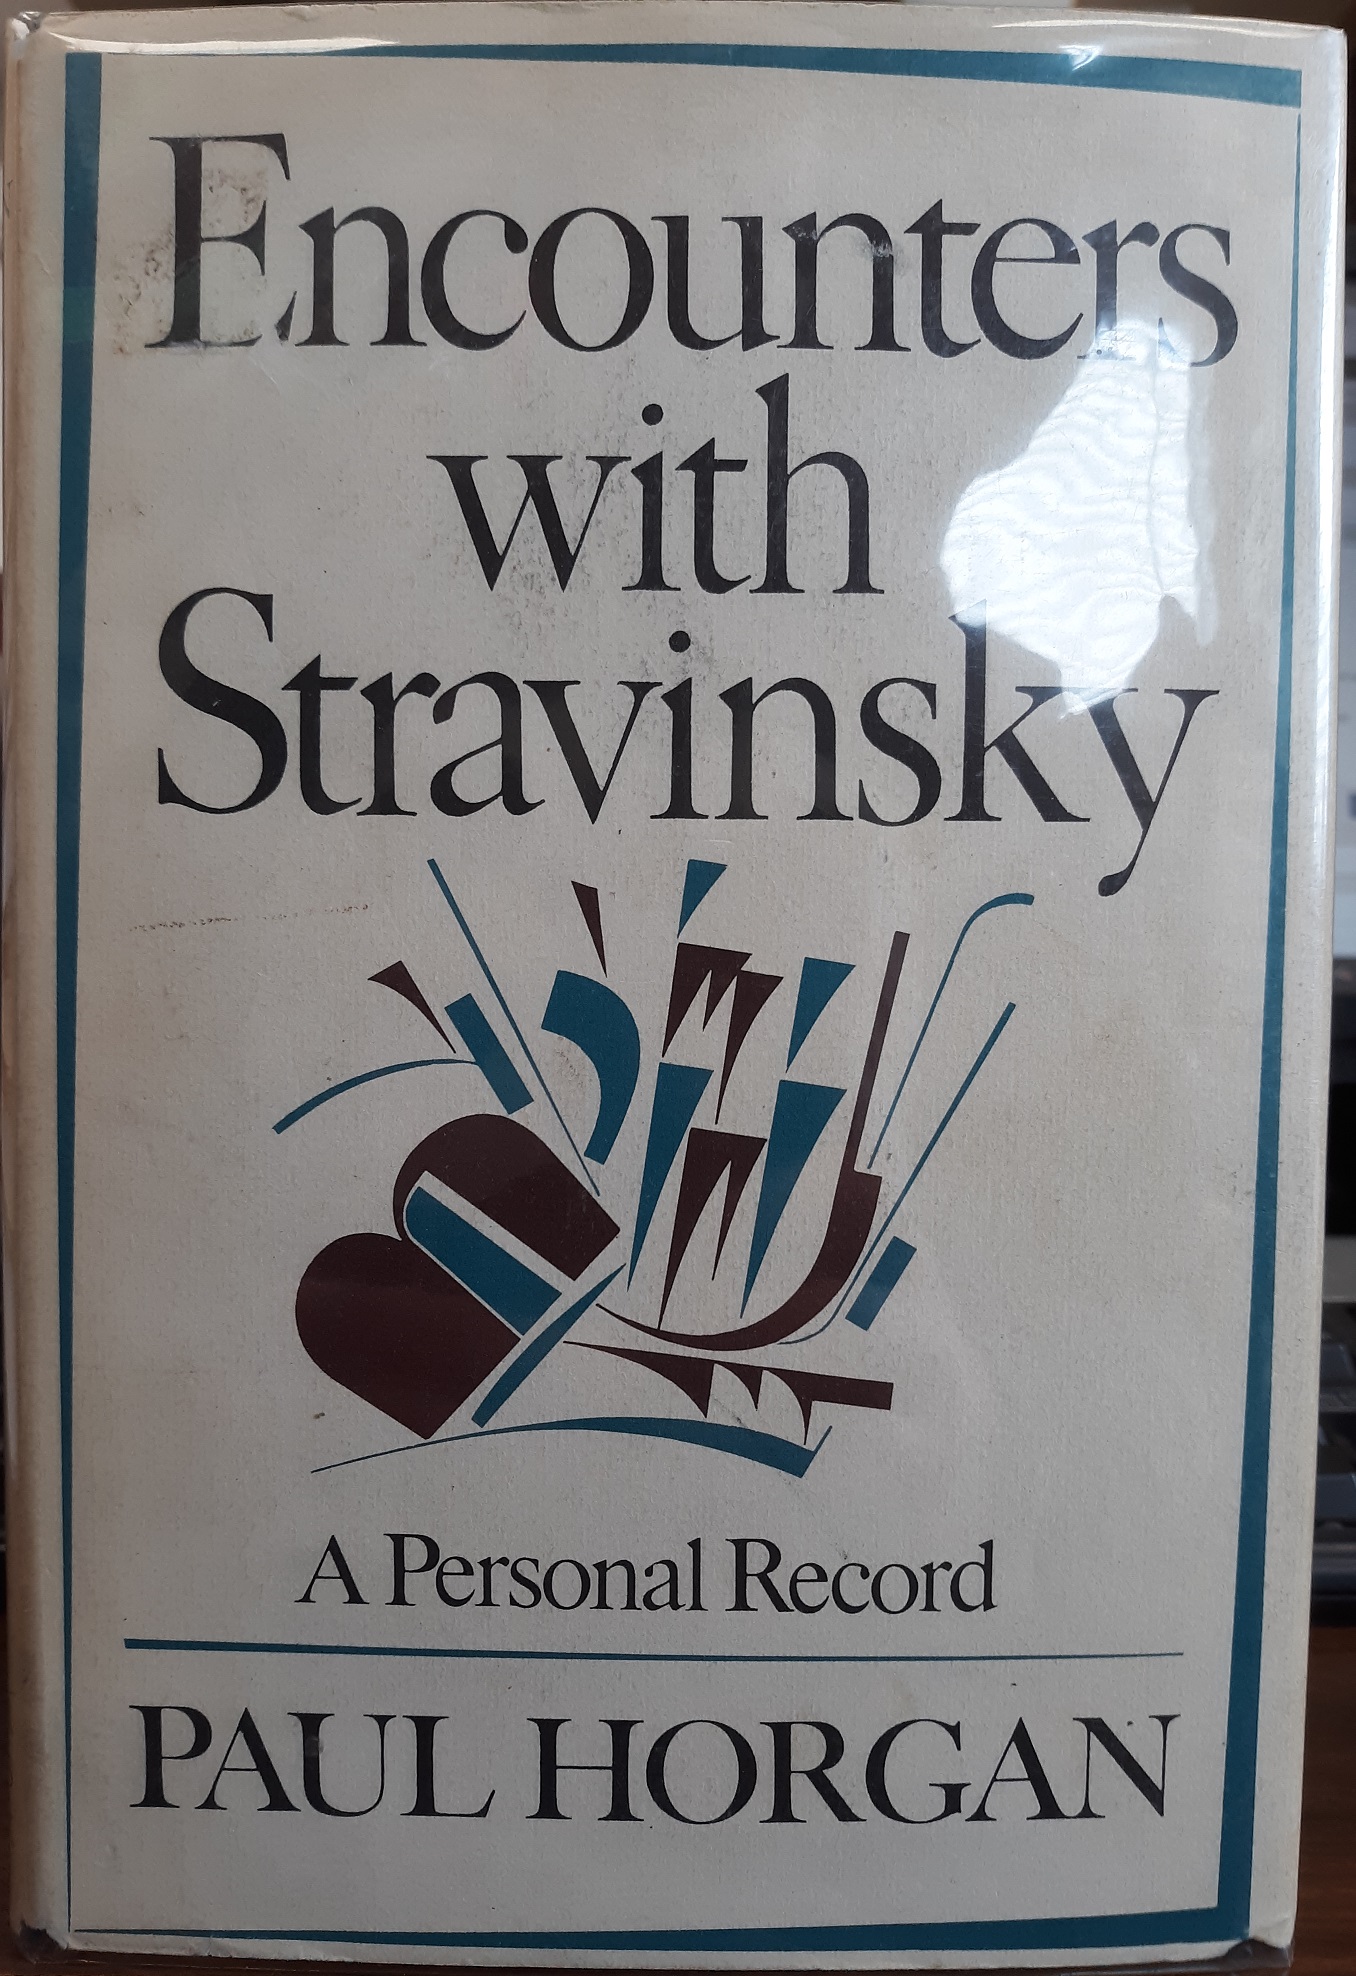 Encounters
with
Stravinsky
A Personal Record
PAUL HORGAN